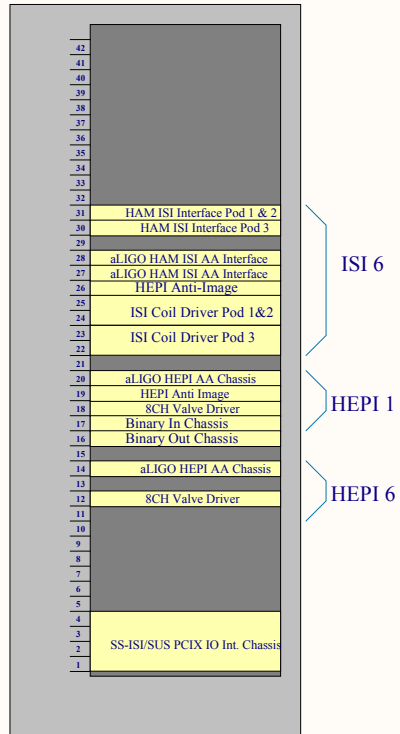 42
41
40
39
38
37
36
35
34
33
32
31 HAM ISI Interface Pod 1 & 2
30 HAM ISI Interface Pod 3
29
28 aLIGO HAM ISI AA Interface
27 aLIGO HAM ISI AA Interface
ISI 6
26 HEPI Anti-Image
25
24 ISI Coil Driver Pod 1&2
23 ISI Coil Driver Pod 3
22
21
20 aLIGO HEPI AA Chassis
19 HEPI Anti Image
HEPI 1
18 8CH Valve Driver
17 Binary In Chassis
16 Binary Out Chassis
15
14 aLIGO HEPI AA Chassis
13
HEPI 6
12 8CH Valve Driver
11
10
9
8
7
6
5
4
3
2 SS-ISI/SUS PCIX IO Int. Chassis
1